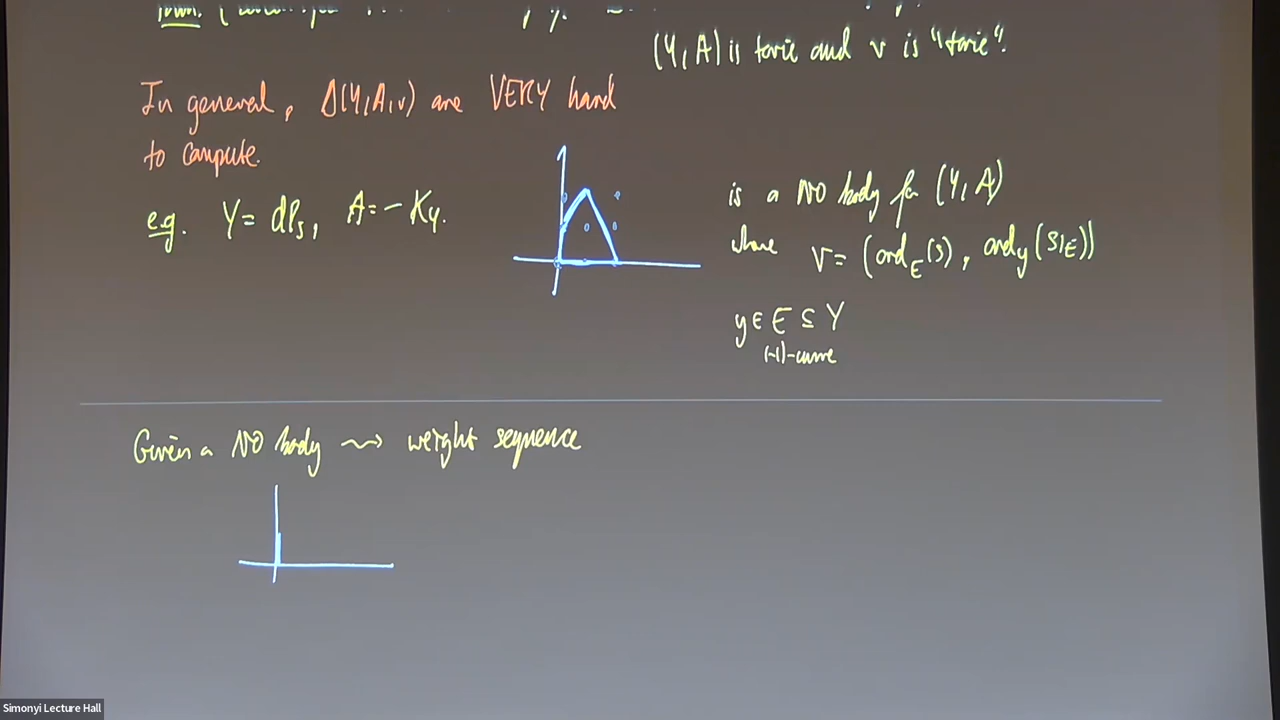 (Y, A) is toric and v is "toric".
In general, Δ(Y,A,v) are VERY hard
to compute.
e.g. Y = dP₅, A = -K_Y.
is a NO body for (Y, A)
where V = (ord_E(s), ord_y(s|_E))
y ∈ E ⊆ Y
(-1)-curve
Given a NO body ⇝ weight sequence
Simonyi Lecture Hall